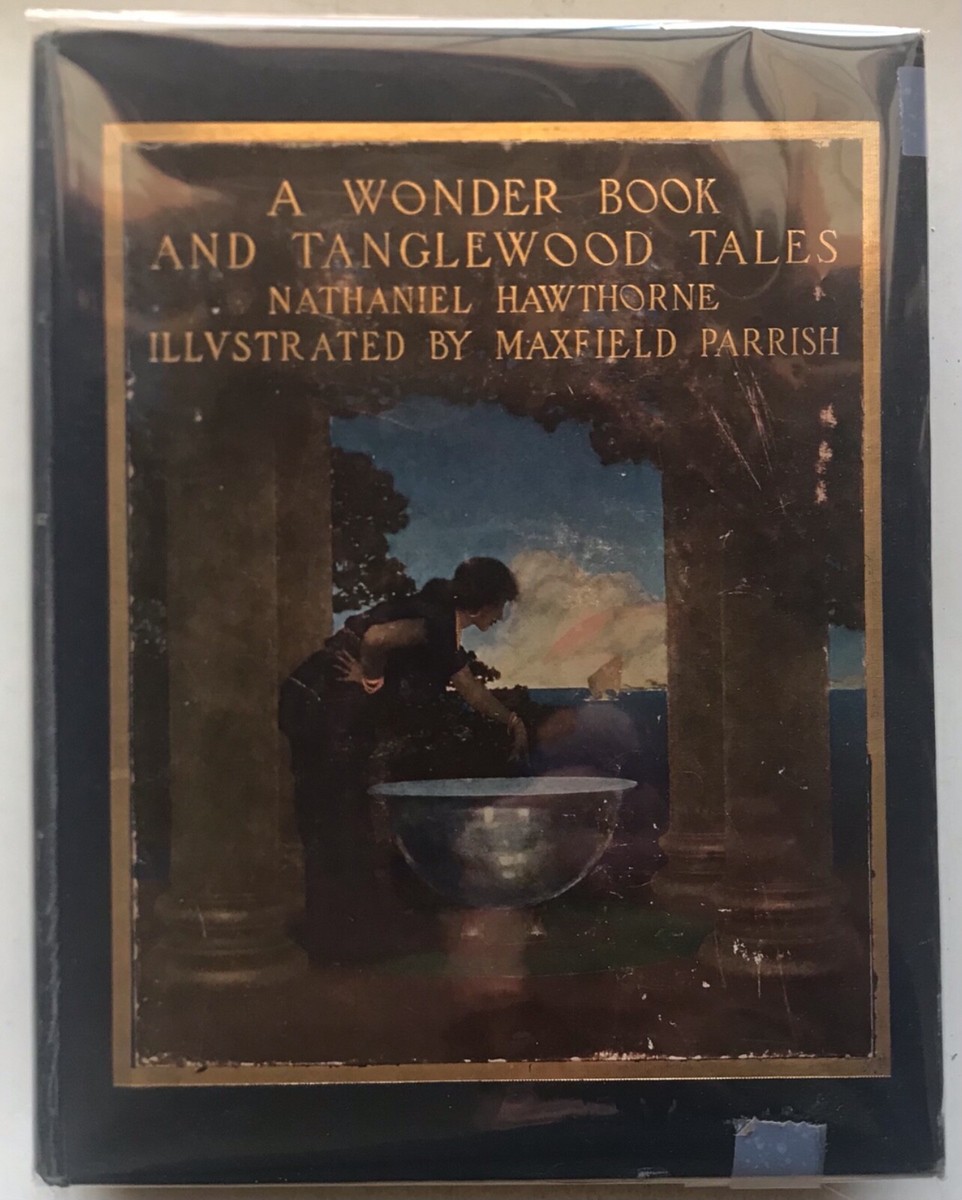 A WONDER BOOK
AND TANGLEWOOD TALES
NATHANIEL HAWTHORNE
ILLVSTRATED BY MAXFIELD PARRISH